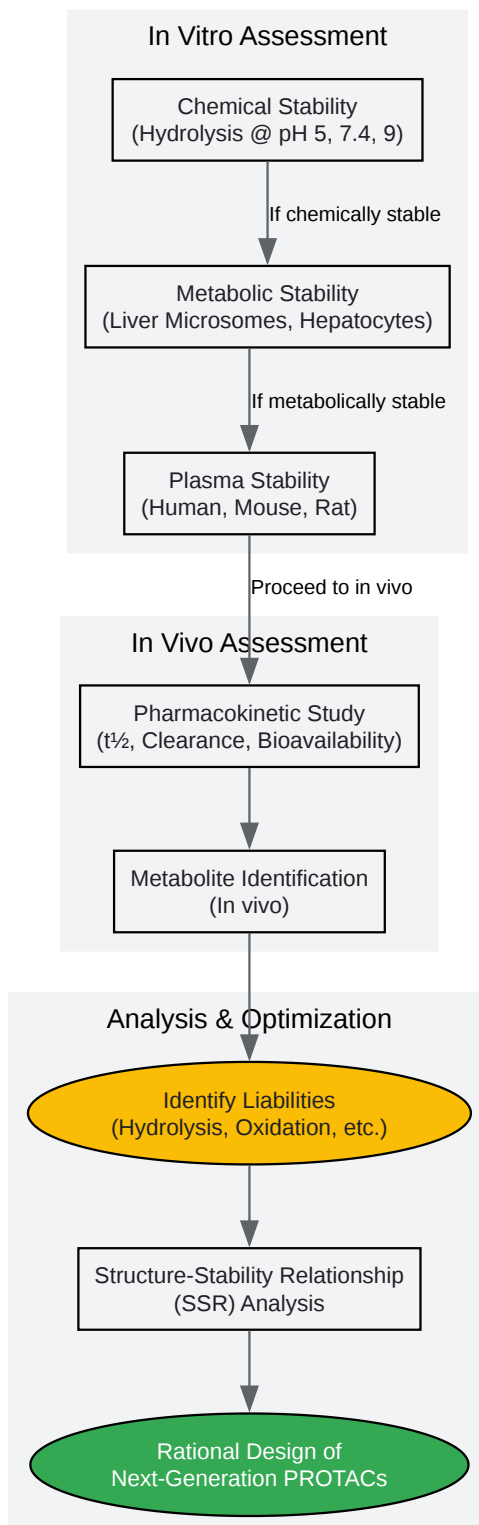 In Vitro Assessment
Chemical Stability
(Hydrolysis @ pH 5, 7.4, 9)
If chemically stable
Metabolic Stability
(Liver Microsomes, Hepatocytes)
If metabolically stable
Plasma Stability
(Human, Mouse, Rat)
Proceed to in vivo
In Vivo Assessment
Pharmacokinetic Study
(t½, Clearance, Bioavailability)
Metabolite Identification
(In vivo)
Analysis & Optimization
Identify Liabilities
(Hydrolysis, Oxidation, etc.)
Structure-Stability Relationship
(SSR) Analysis
Rational Design of
Next-Generation PROTACs